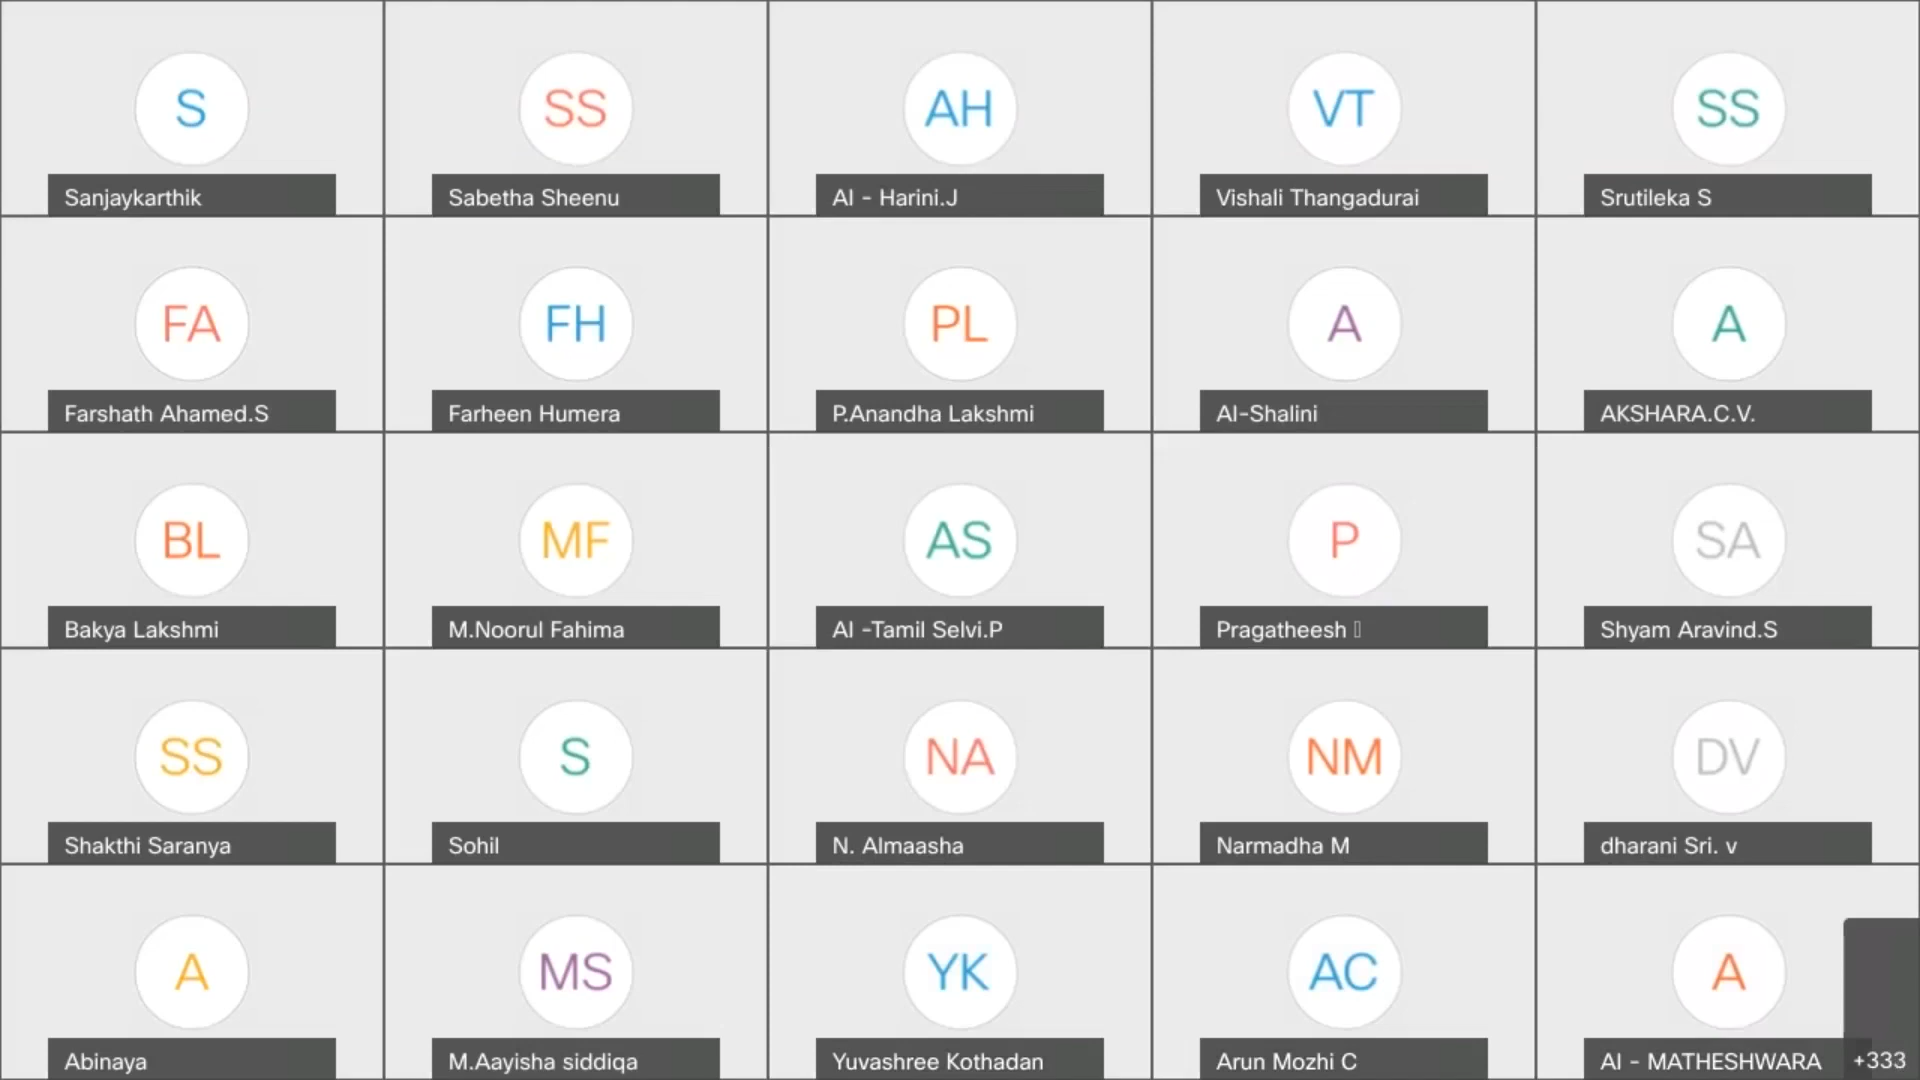 S
Sanjaykarthik
SS
Sabetha Sheenu
AH
AI - Harini.J
VT
Vishali Thangadurai
SS
Srutileka S
FA
Farshath Ahamed.S
FH
Farheen Humera
PL
P.Anandha Lakshmi
A
AI-Shalini
A
AKSHARA.C.V.
BL
Bakya Lakshmi
MF
M.Noorul Fahima
AS
AI -Tamil Selvi.P
P
Pragatheesh
SA
Shyam Aravind.S
SS
Shakthi Saranya
S
Sohil
NA
N. Almaasha
NM
Narmadha M
DV
dharani Sri. v
A
Abinaya
MS
M.Aayisha siddiqa
YK
Yuvashree Kothadan
AC
Arun Mozhi C
A
AI - MATHESHWARA
+333